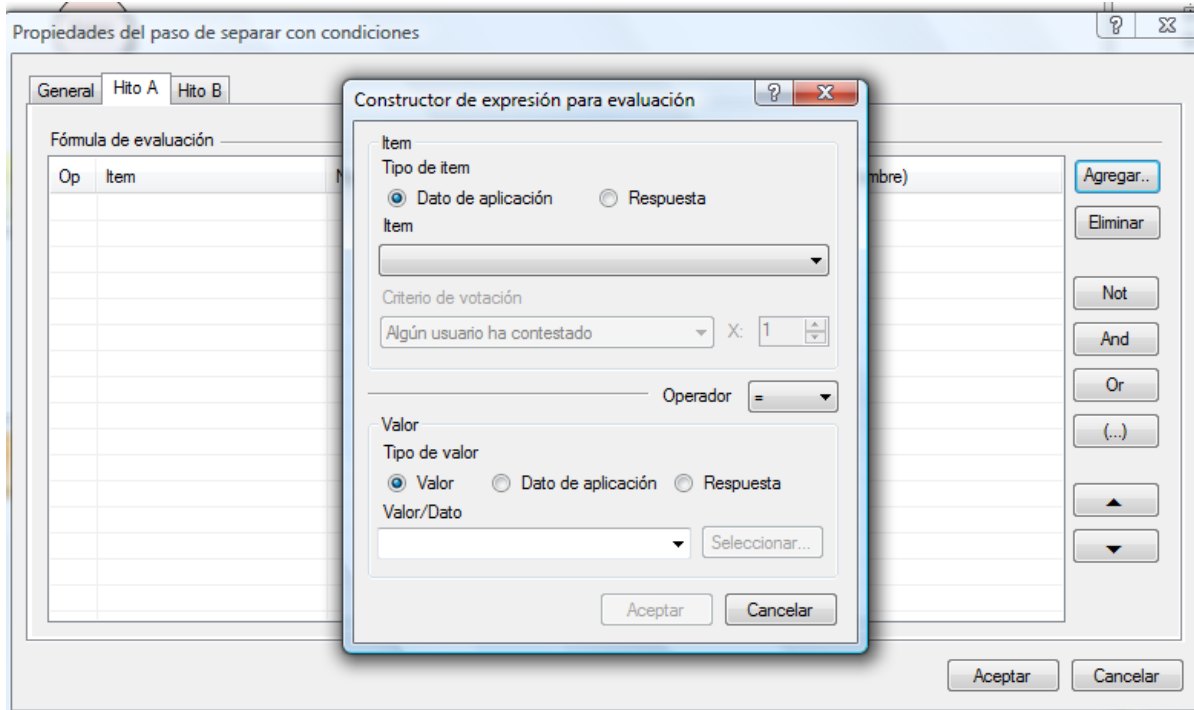 Propiedades del paso de separar con condiciones
General Hito A Hito B
Fórmula de evaluación
Op Item
Agregar..
Eliminar
Not
And
Or
(...)
Constructor de expresión para evaluación
Item
Tipo de item
Dato de aplicación Respuesta
Item
Criterio de votación
Algún usuario ha contestado X: 1
Operador =
Valor
Tipo de valor
Valor Dato de aplicación Respuesta
Valor/Dato
Seleccionar...
Aceptar Cancelar
Aceptar Cancelar